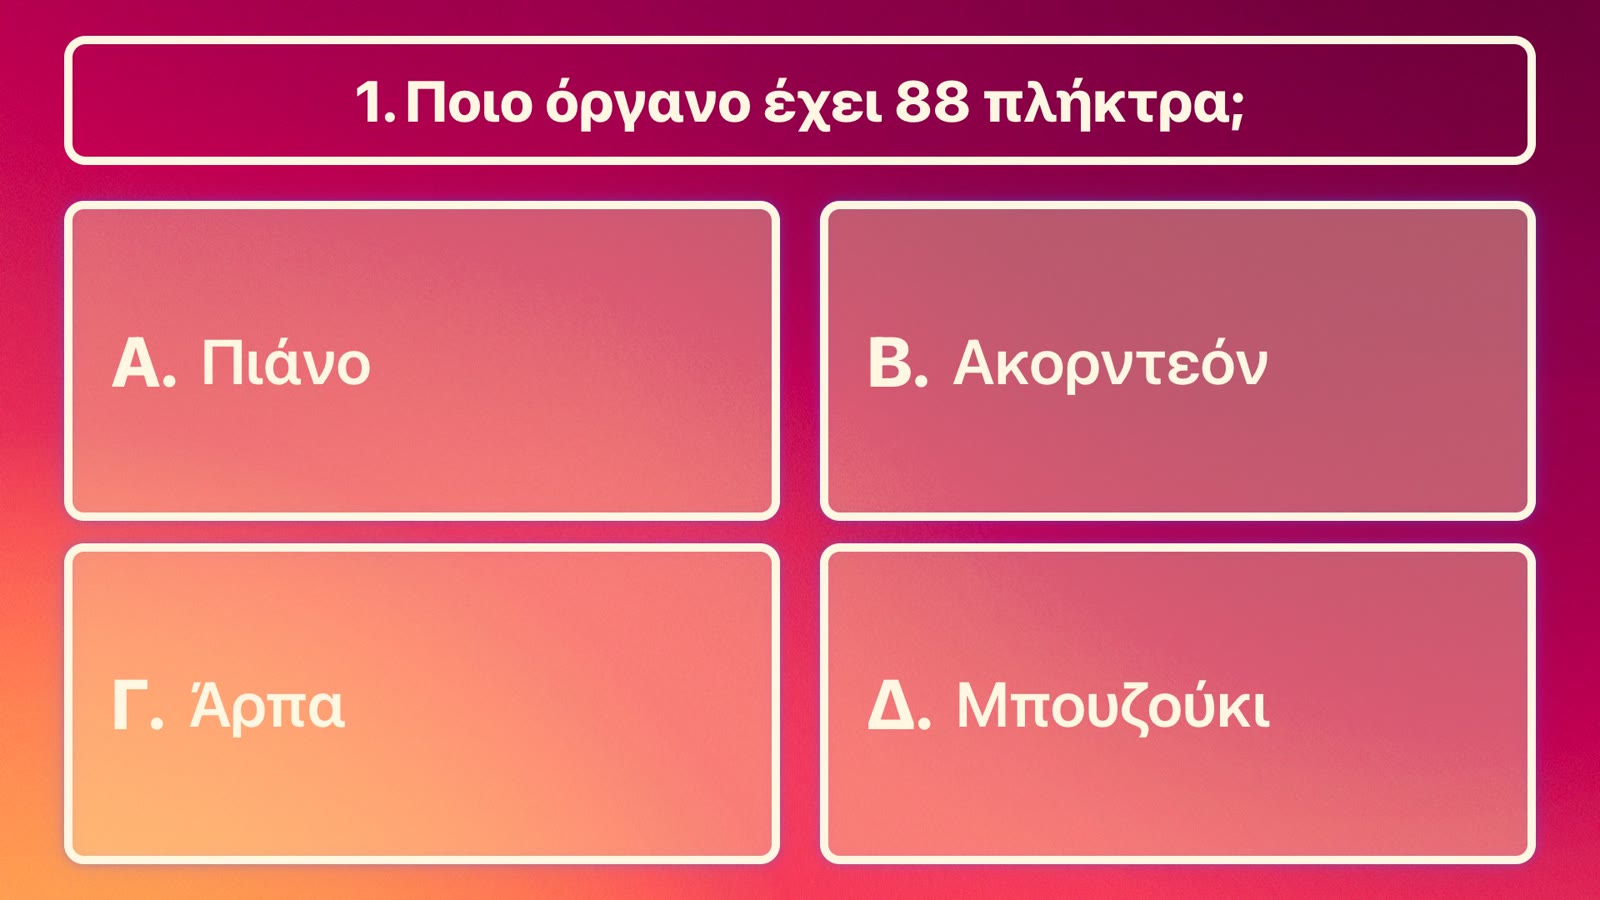 1. Ποιο όργανο έχει 88 πλήκτρα;
Α. Πιάνο
Β. Ακορντεόν
Γ. Άρπα
Δ. Μπουζούκι